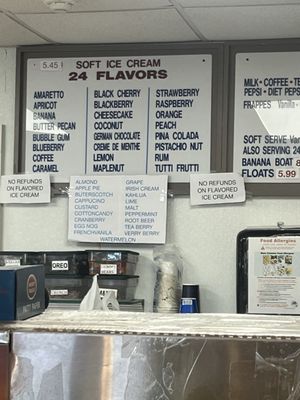 5.45
SOFT ICE CREAM
24 FLAVORS
AMARETTO
APRICOT
BANANA
BUTTER PECAN
BUBBLE GUM
BLUEBERRY
COFFEE
CARAMEL
BLACK CHERRY
BLACKBERRY
CHEESECAKE
COCONUT
GERMAN CHOCOLATE
CREME DE MENTHE
LEMON
MAPLENUT
STRAWBERRY
RASPBERRY
ORANGE
PEACH
PINA COLADA
PISTACHIO NUT
RUM
TUTTI FRUTTI
MILK • COFFEE • TEA
PEPSI • DIET PEPSI
FRAPPES
SOFT SERVE
ALSO SERVING 24
BANANA BOAT
FLOATS 5.99
NO REFUNDS
ON FLAVORED
ICE CREAM
ALMOND
APPLE PIE
BUTTERSCOTCH
CAPPUCINO
CUSTARD
COTTONCANDY
CRANBERRY
EGG NOG
FRENCHVANILLA
GRAPE
IRISH CREAM
KAHLUA
LIME
MALT
PEPPERMINT
ROOT BEER
TEA BERRY
VERRY BERRY
WATERMELON
NO REFUNDS
ON FLAVORED
ICE CREAM
OREO
Food Allergies